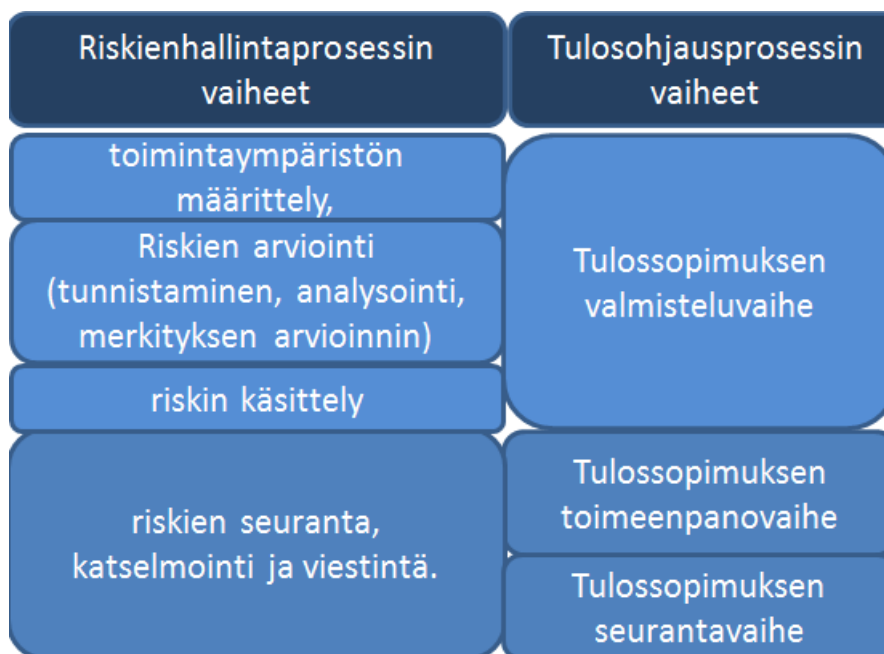 Riskienhallintaprosessin
vaiheet
Tulosohjausprosessin
vaiheet
toimintaympäristön
määrittely,
Riskien arviointi
(tunnistaminen, analysointi,
merkityksen arvioinnin)
riskin käsittely
Tulossopimuksen
valmisteluvaihe
riskien seuranta,
katselmointi ja viestintä.
Tulossopimuksen
toimeenpanovaihe
Tulossopimuksen
seurantavaihe